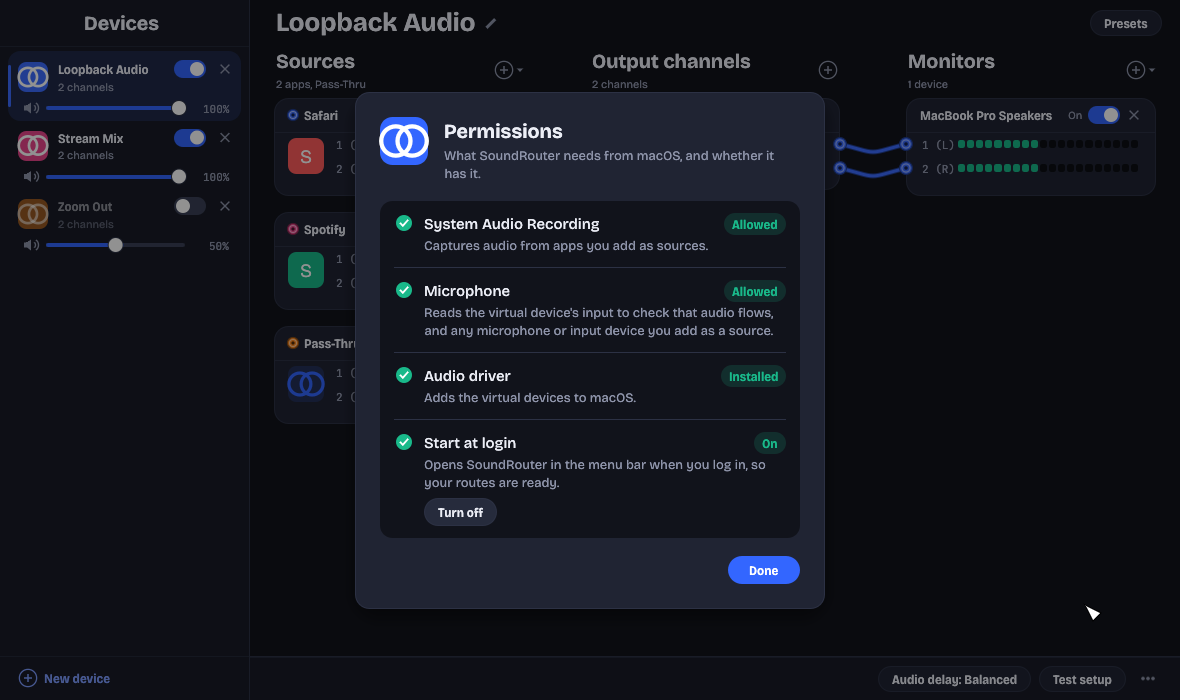 Devices
Loopback Audio
2 channels
100%
Stream Mix
2 channels
100%
Zoom Out
2 channels
50%
New device
Loopback Audio
Presets
Sources
2 apps, Pass-Thru
Output channels
2 channels
Monitors
1 device
Safari
S
1 (
2 (
Spotify
S
1 (
2 (
Pass-Thru
1 (
2 (
MacBook Pro Speakers
On
1 (L)
2 (R)
Permissions
What SoundRouter needs from macOS, and whether it
has it.
System Audio Recording
Allowed
Captures audio from apps you add as sources.
Microphone
Allowed
Reads the virtual device's input to check that audio flows,
and any microphone or input device you add as a source.
Audio driver
Installed
Adds the virtual devices to macOS.
Start at login
On
Opens SoundRouter in the menu bar when you log in, so
your routes are ready.
Turn off
Done
Audio delay: Balanced
Test setup